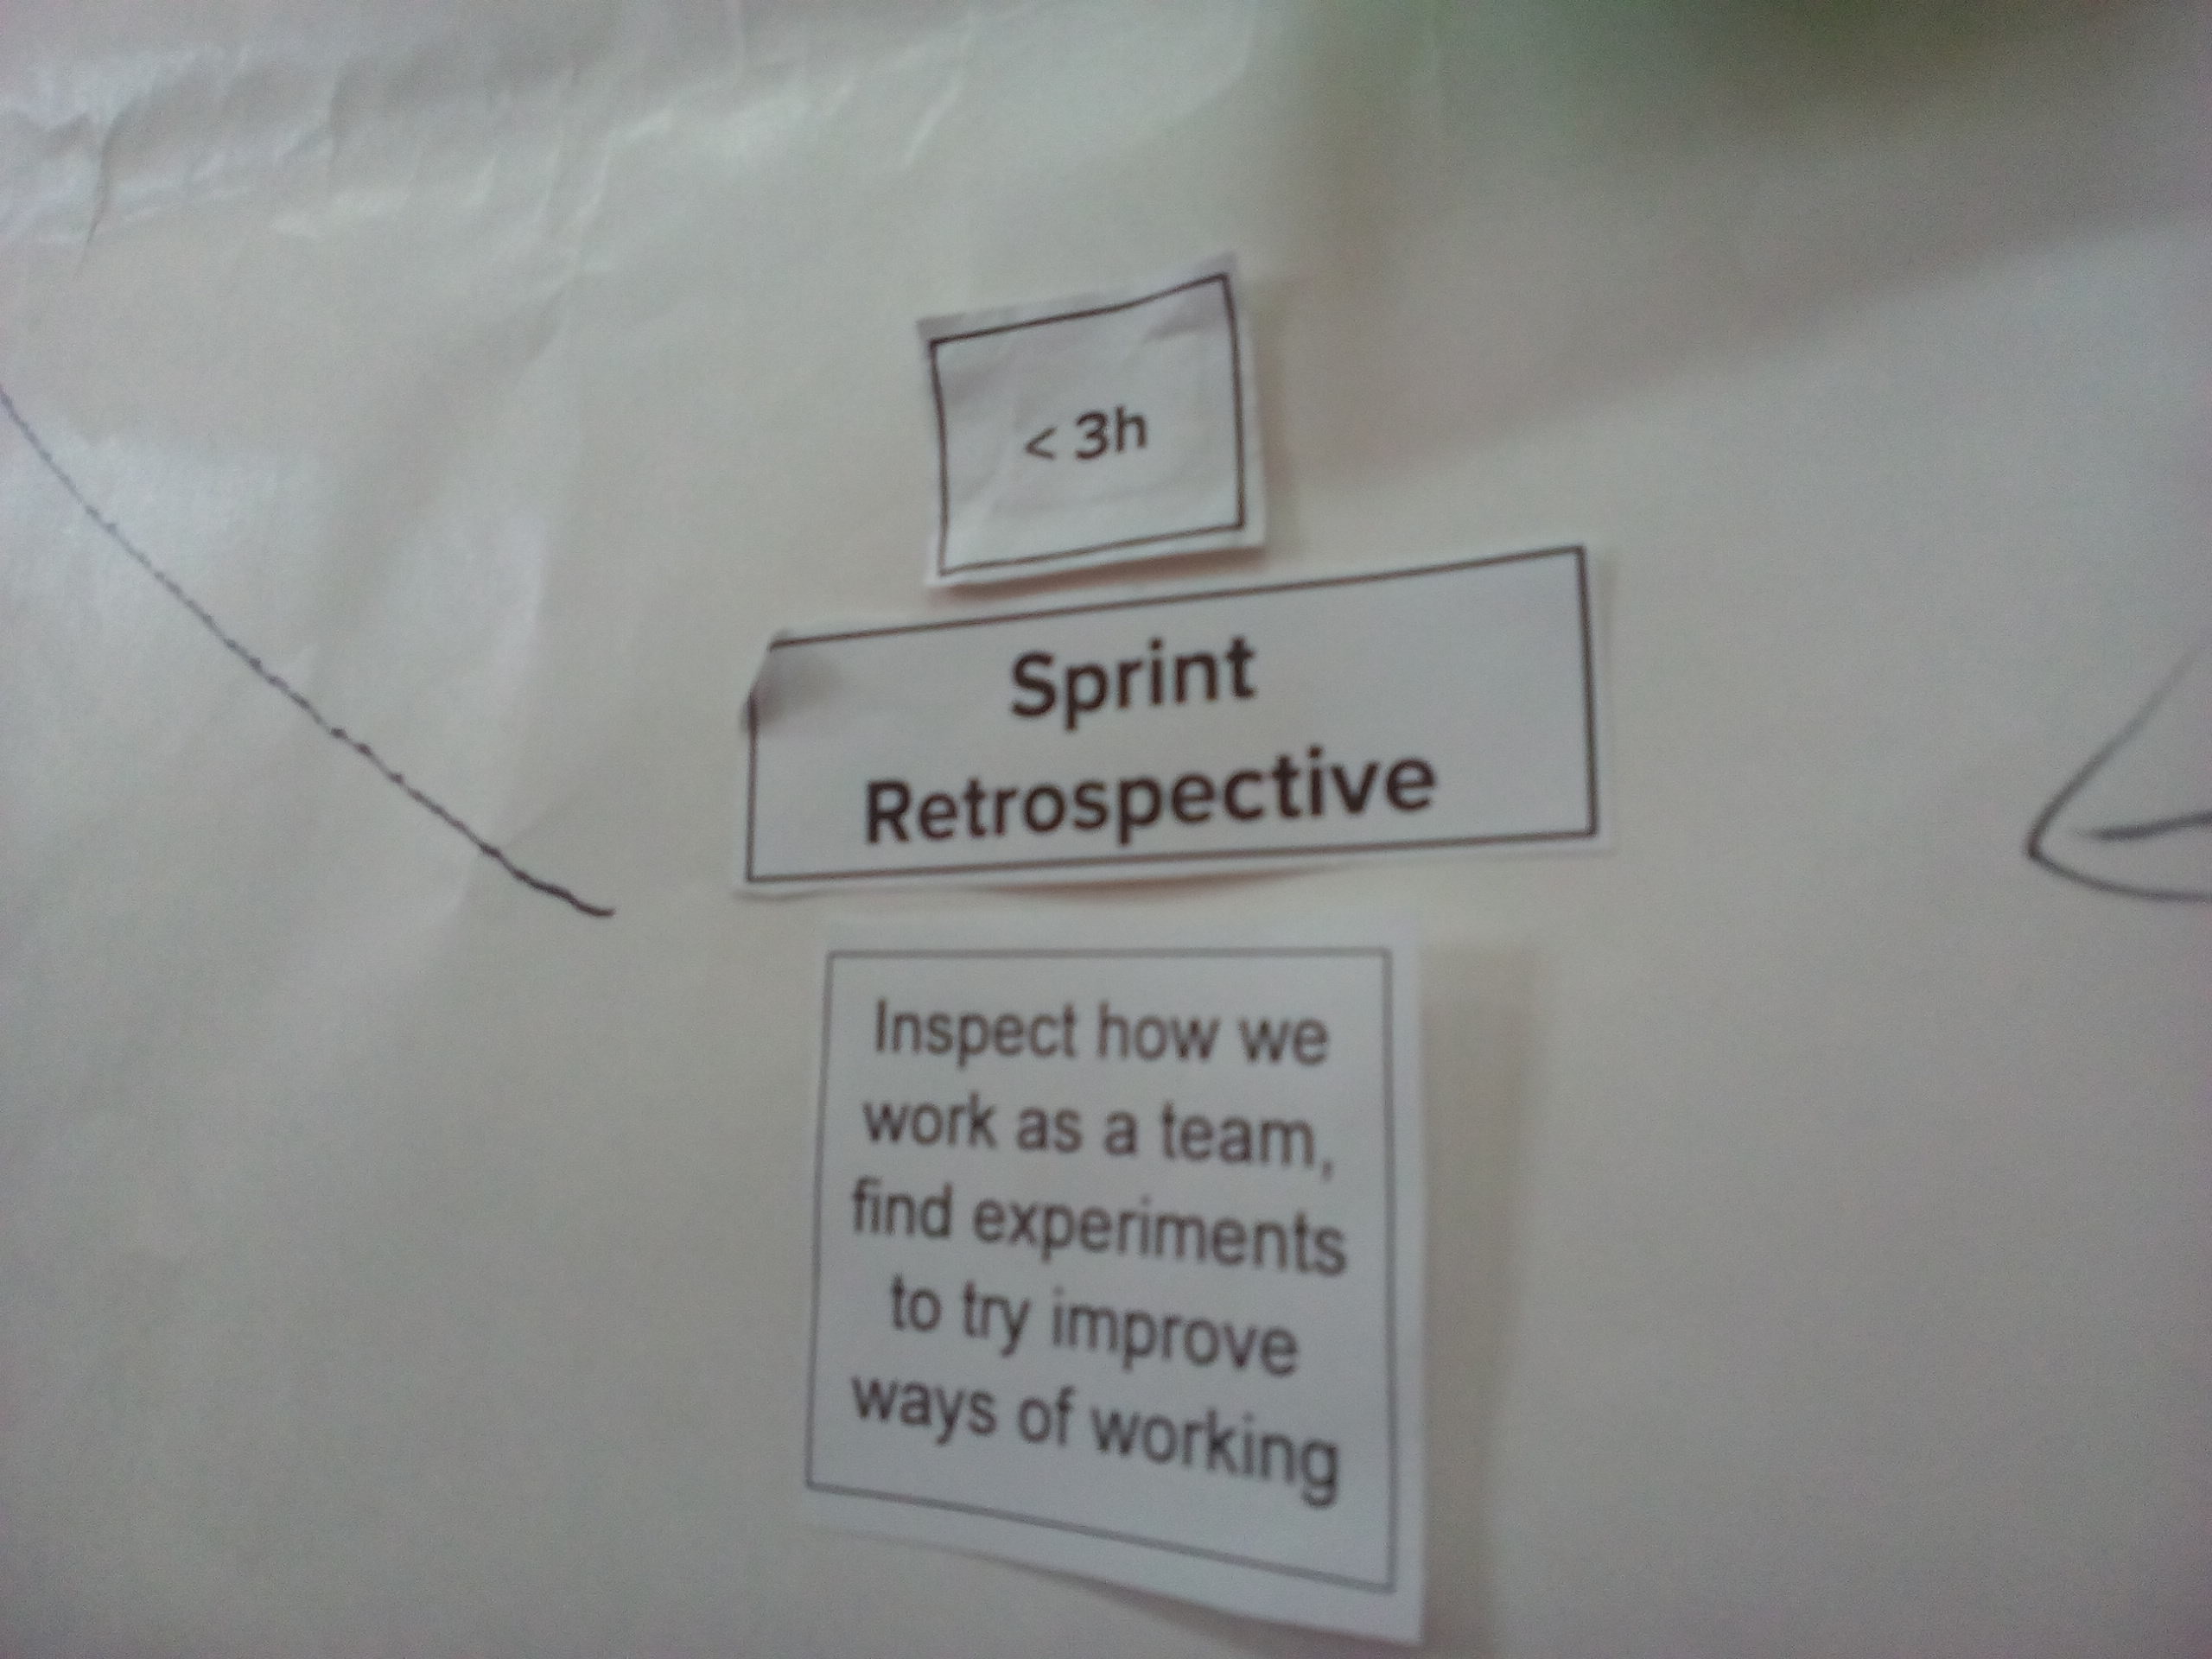 < 3h
Sprint
Retrospective
Inspect how we
work as a team,
find experiments
to try improve
ways of working